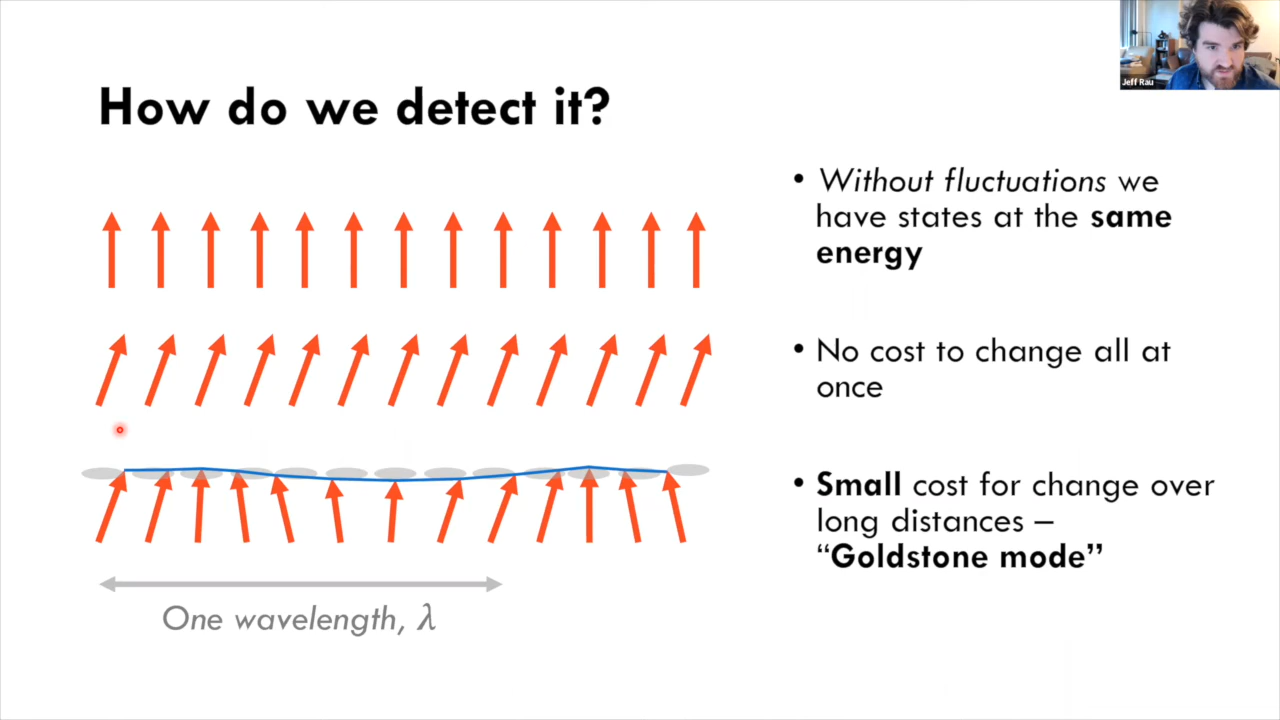 Jeff Rau
How do we detect it?
• Without fluctuations we
have states at the same
energy
• No cost to change all at
once
• Small cost for change over
long distances –
“Goldstone mode”
One wavelength, λ